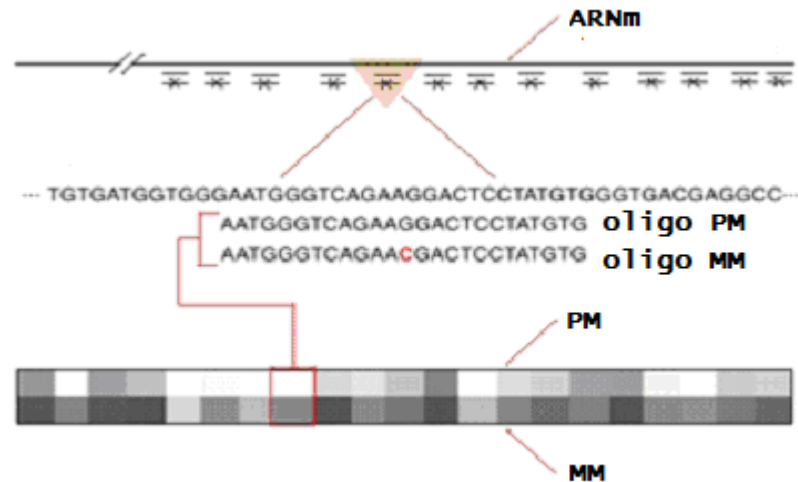 ARNm
--- TGTGATGGTGGGAATGGGTCAGAAGGACTCCTATGTGGGTGACGAGGCC---
AATGGGTCAGAAGGACTCCTATGTG oligo PM
AATGGGTCAGAACGACTCCTATGTG oligo MM
PM
MM